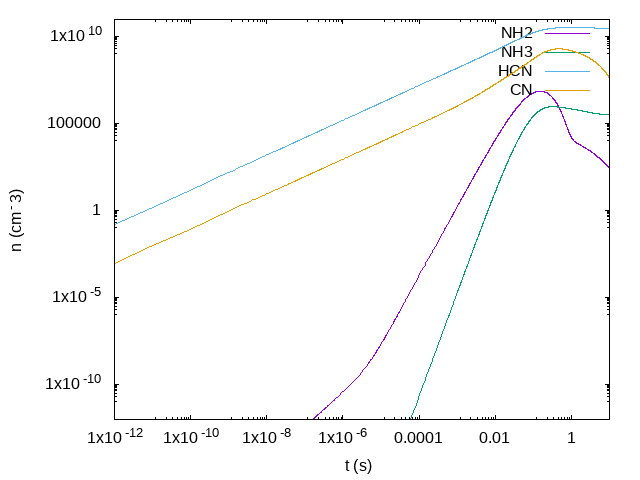 1x10^10
100000
1
1x10^-5
1x10^-10
n (cm^-3)
NH2
NH3
HCN
CN
1x10^-12 1x10^-10 1x10^-8 1x10^-6 0.0001 0.01 1
t (s)